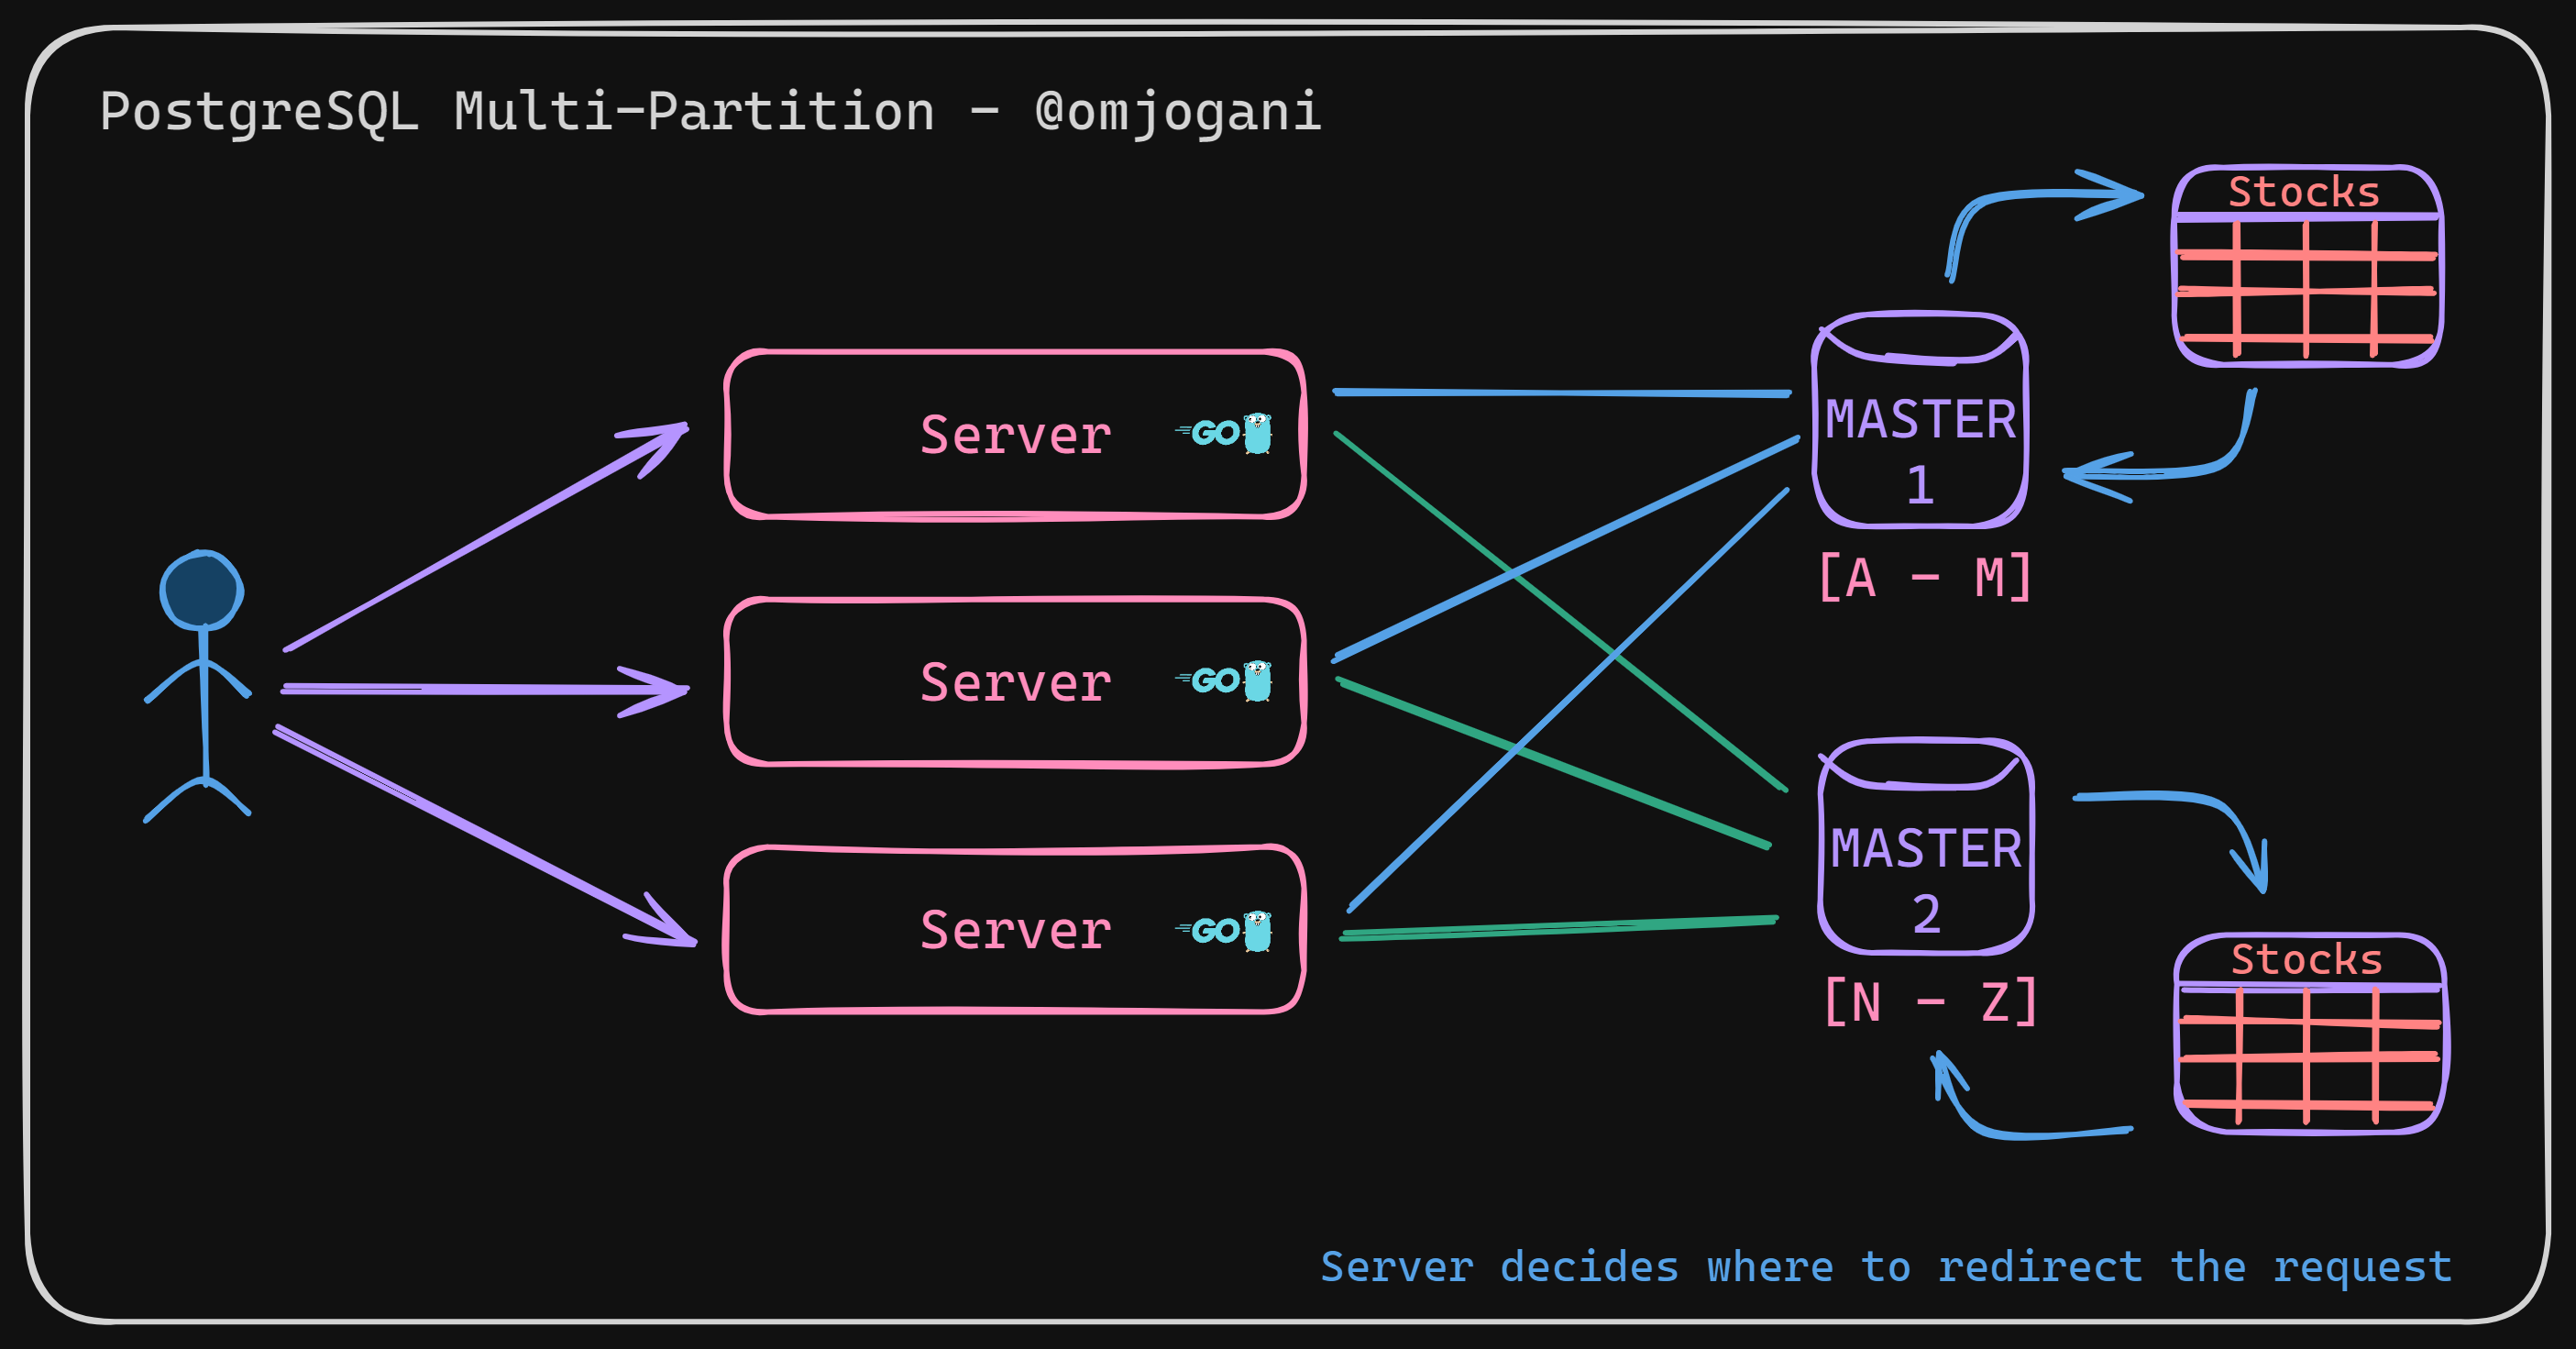 PostgreSQL Multi-Partition - @omjogani
Stocks
Server GO
MASTER
1
[A - M]
Server GO
MASTER
2
Server GO
[N - Z]
Stocks
Server decides where to redirect the request